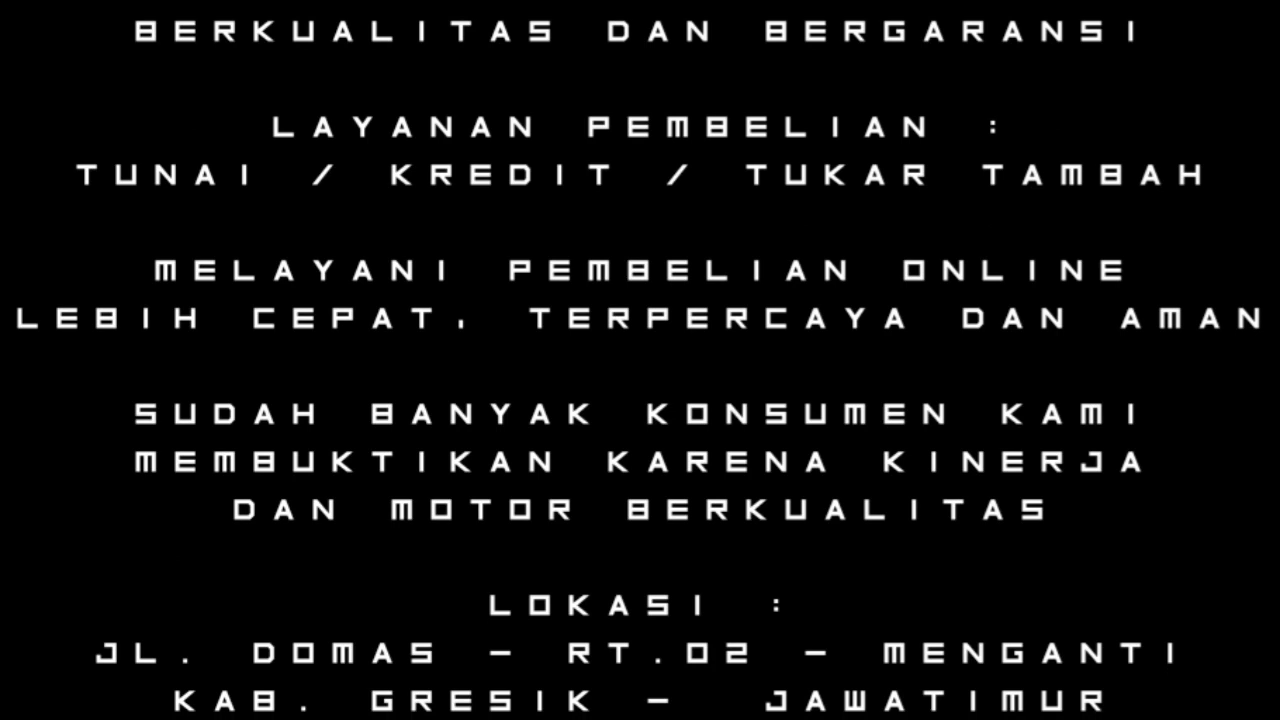 BERKUALITAS DAN BERGARANSI
LAYANAN PEMBELIAN :
TUNAI / KREDIT / TUKAR TAMBAH
MELAYANI PEMBELIAN ONLINE
LEBIH CEPAT, TERPERCAYA DAN AMAN
SUDAH BANYAK KONSUMEN KAMI
MEMBUKTIKAN KARENA KINERJA
DAN MOTOR BERKUALITAS
LOKASI :
JL. DOMAS - RT.02 - MENGANTI
KAB. GRESIK - JAWATIMUR